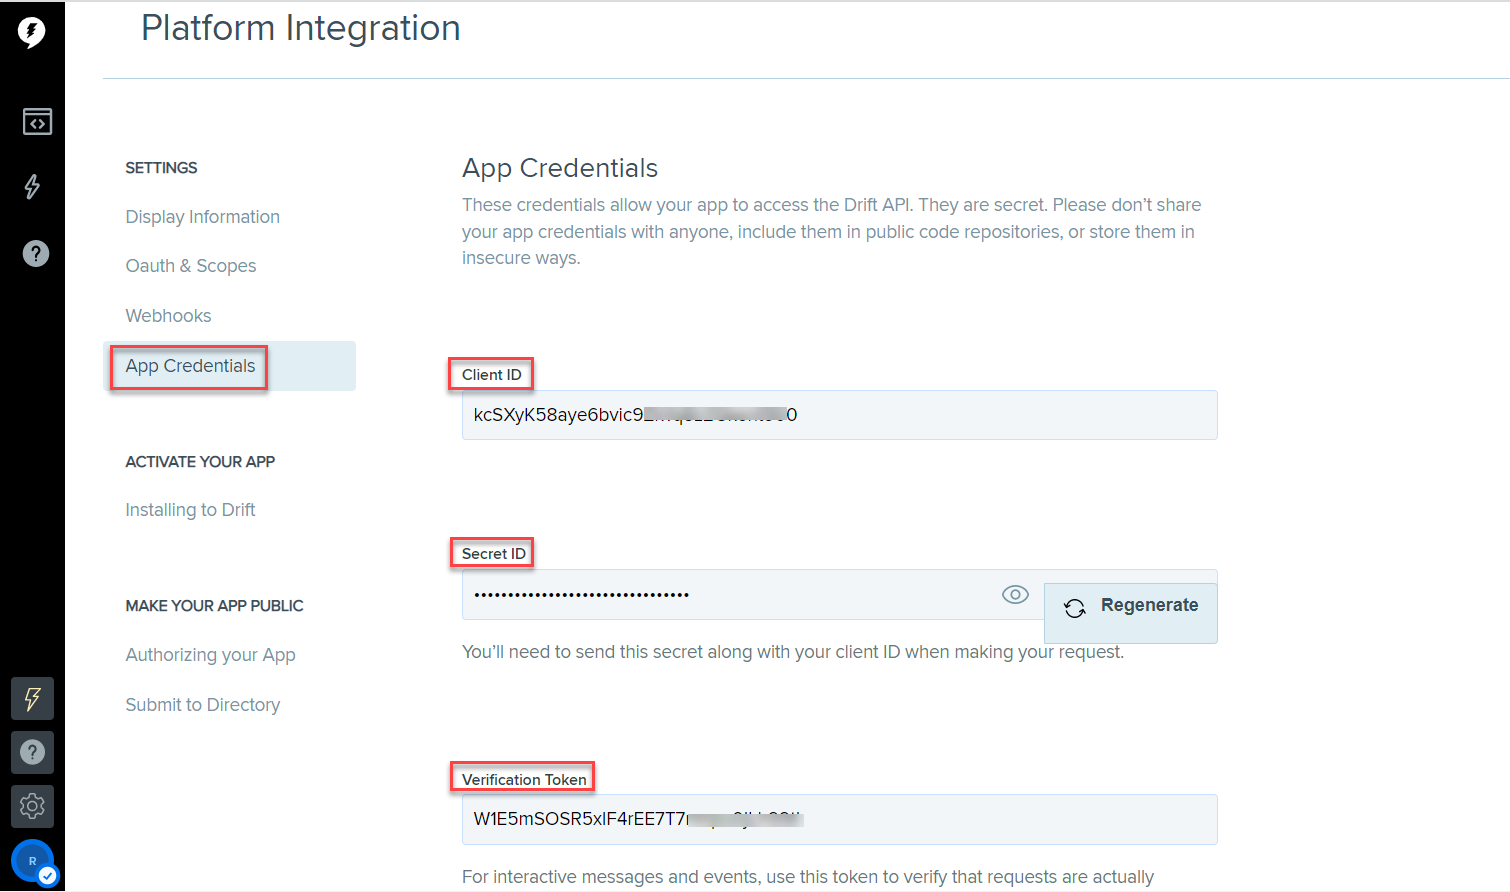 Platform Integration
SETTINGS
Display Information
Oauth & Scopes
Webhooks
App Credentials
ACTIVATE YOUR APP
Installing to Drift
MAKE YOUR APP PUBLIC
Authorizing your App
Submit to Directory
R
App Credentials
These credentials allow your app to access the Drift API. They are secret. Please don’t share
your app credentials with anyone, include them in public code repositories, or store them in
insecure ways.
Client ID
Secret ID
••••••••••••••••••••••••••••••••
Regenerate
You’ll need to send this secret along with your client ID when making your request.
Verification Token
For interactive messages and events, use this token to verify that requests are actually